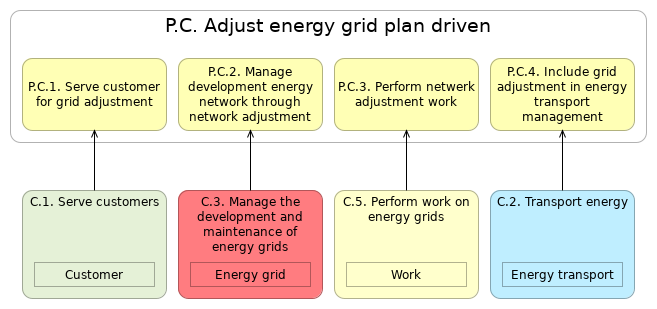 P.C. Adjust energy grid plan driven
P.C.1. Serve customer
for grid adjustment
P.C.2. Manage
development energy
network through
network adjustment
P.C.3. Perform netwerk
adjustment work
P.C.4. Include grid
adjustment in energy
transport
management
C.1. Serve customers
Customer
C.3. Manage the
development and
maintenance of
energy grids
Energy grid
C.5. Perform work on
energy grids
Work
C.2. Transport energy
Energy transport